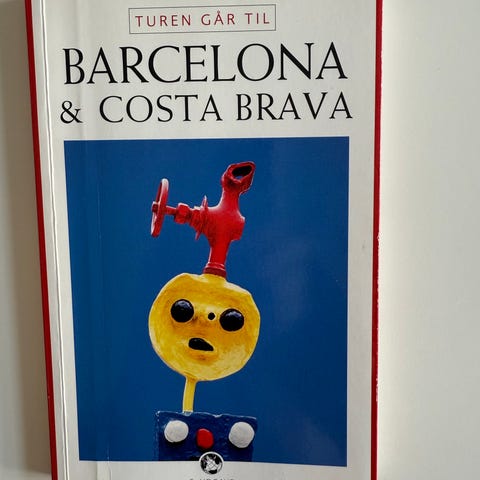 TUREN GÅR TIL
BARCELONA
& COSTA BRAVA